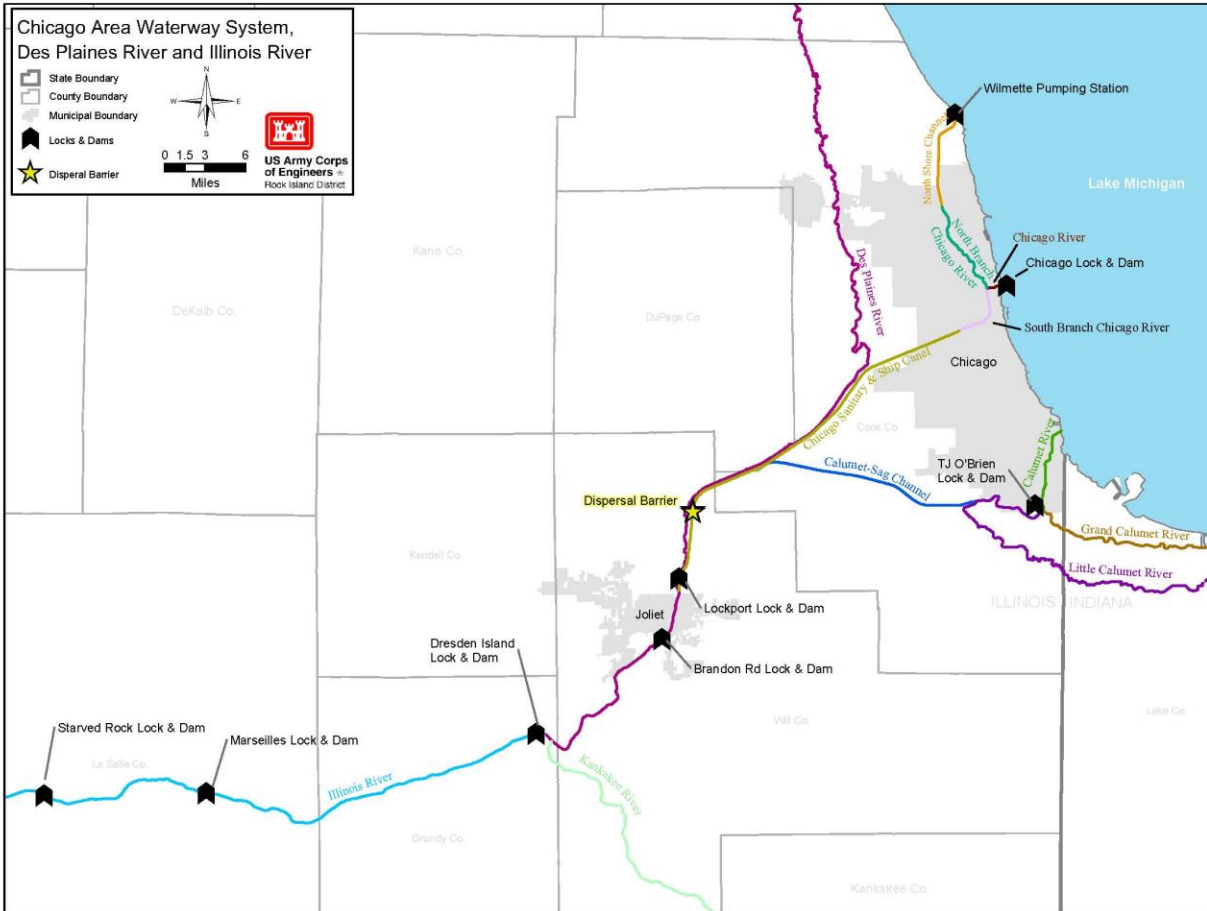 Chicago Area Waterway System,
Des Plaines River and Illinois River
State Boundary
County Boundary
Municipal Boundary
Locks & Dams
Disperal Barrier
N
W
E
S
0 1.5 3 6
Miles
US Army Corps
of Engineers ®
Rock Island District
Wilmette Pumping Station
North Shore Channel
Lake Michigan
Kane Co.
North Branch
Chicago River
Chicago River
Chicago Lock & Dam
Des Plaines River
DeKalb Co.
DuPage Co.
South Branch Chicago River
Chicago
Chicago Sanitary & Ship Canel
Cook Co.
Calumet River
TJ O'Brien
Lock & Dam
Calumet-Sag Channel
Dispersal Barrier
Grand Calumet River
Kendall Co.
Little Calumet River
ILLINOIS
INDIANA
Lockport Lock & Dam
Joliet
Dresden Island
Lock & Dam
Brandon Rd Lock & Dam
Will Co.
Lake Co.
Starved Rock Lock & Dam
Marseilles Lock & Dam
La Salle Co.
Illinois River
Kankakee River
Grundy Co.
Kankakee Co.